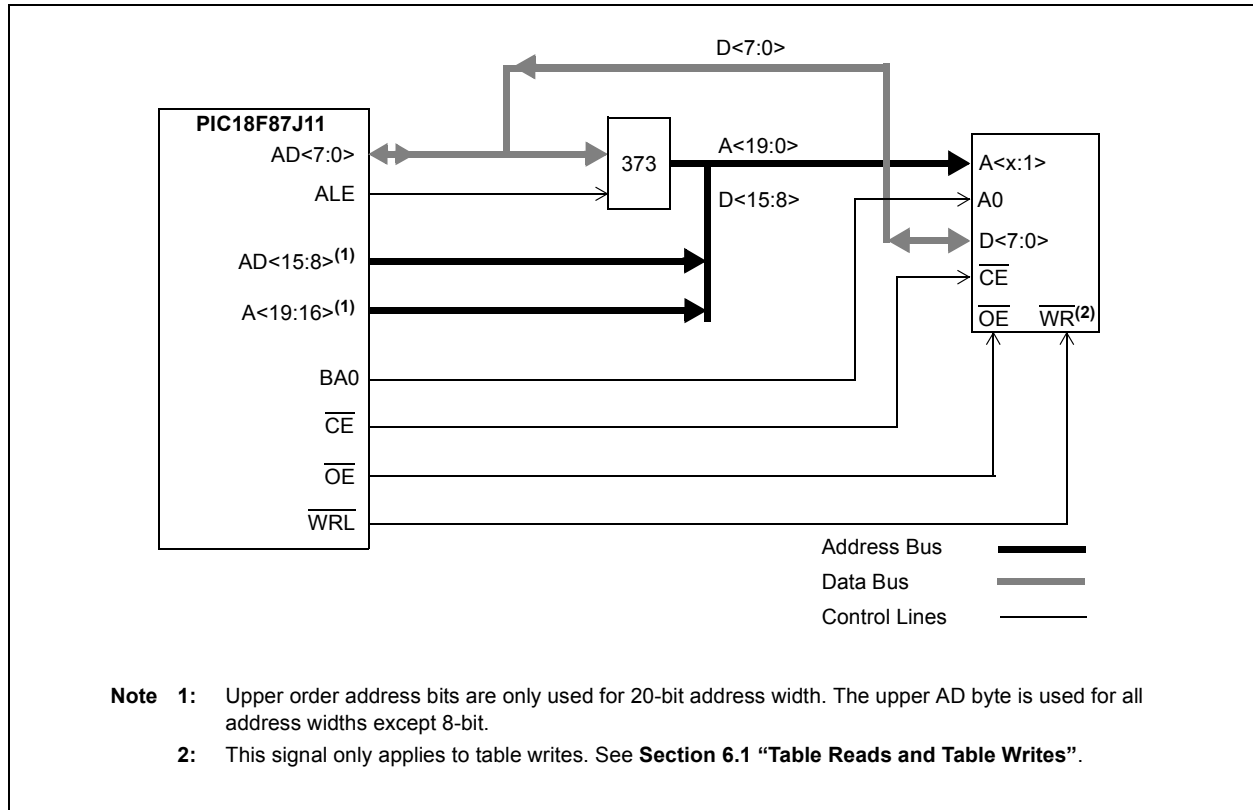 D<7:0>
PIC18F87J11
AD<7:0>
373
A<19:0>
A<x:1>
ALE
D<15:8>
A0
AD<15:8>(1)
D<7:0>
CE
A<19:16>(1)
OE WR(2)
BA0
CE
OE
WRL
Address Bus
Data Bus
Control Lines
Note 1: Upper order address bits are only used for 20-bit address width. The upper AD byte is used for all
address widths except 8-bit.
2: This signal only applies to table writes. See Section 6.1 “Table Reads and Table Writes”.